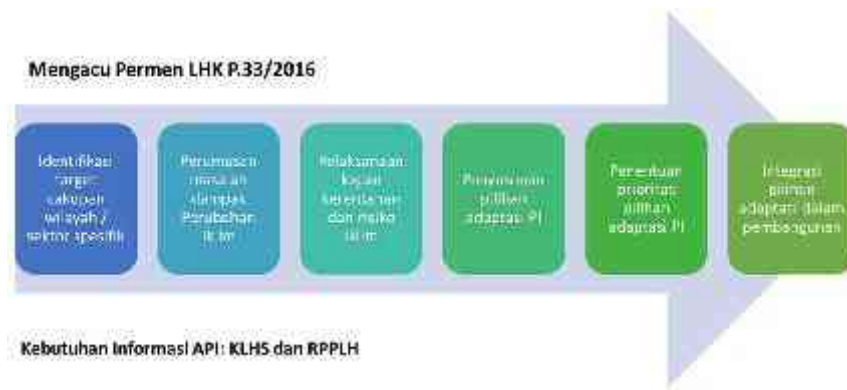 Mengacu Permen LHK P.33/2016
Identifikasi
target
cakupan
wilayah /
sektor spesifik
Perumusan
masalah
dampak
Perubahan
Iklim
Pelaksanaan
kajian
kerentanan
dan risiko
iklim
Penyusunan
pilihan
adaptasi PI
Penentuan
prioritas
pilihan
adaptasi PI
Integrasi
pilihan
adaptasi dalam
pembangunan
Kebutuhan Informasi API: KLHS dan RPPLH